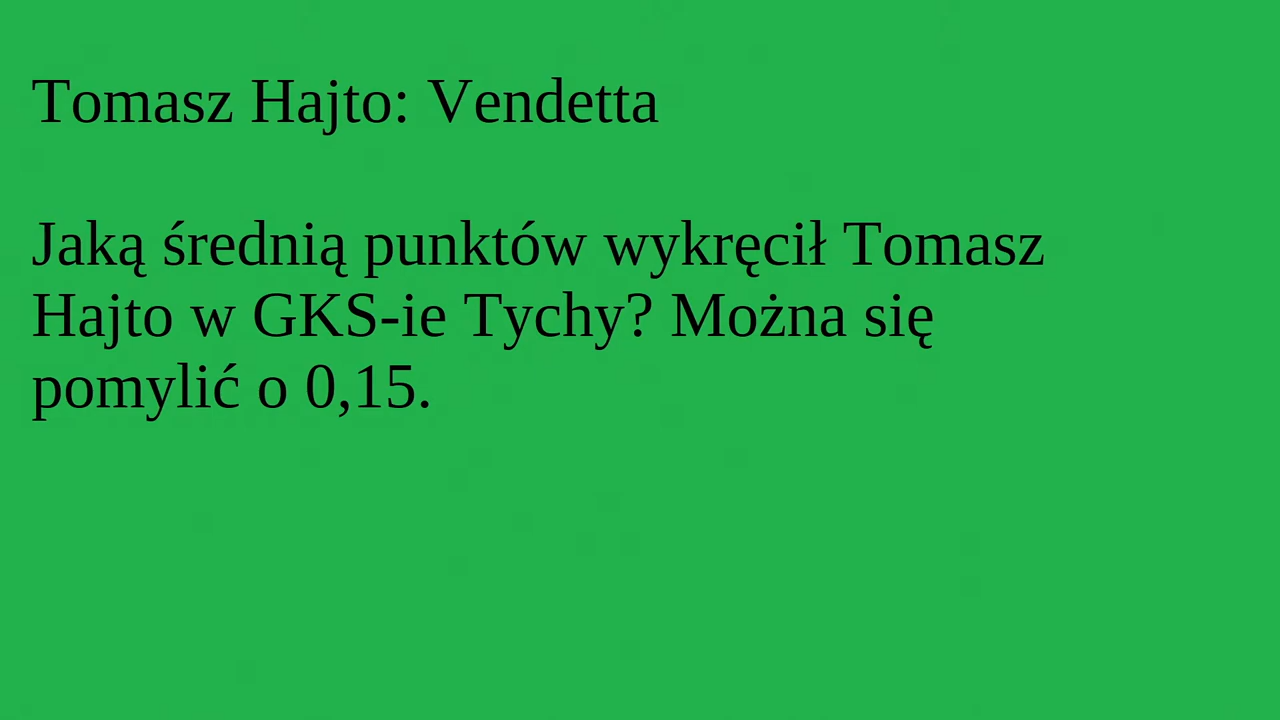 Tomasz Hajto: Vendetta
Jaką średnią punktów wykręcił Tomasz
Hajto w GKS-ie Tychy? Można się
pomylić o 0,15.